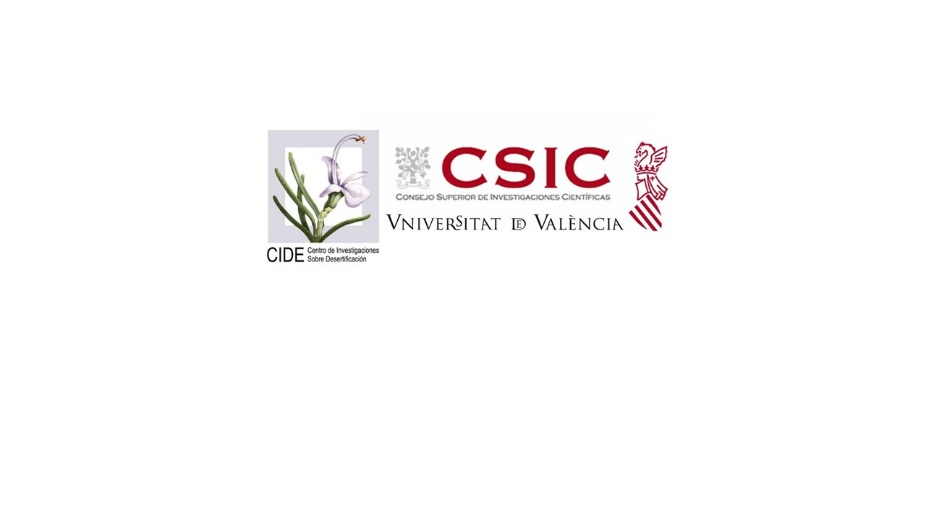 CIDE
Centro de Investigaciones
Sobre Desertificación
CSIC
CONSEJO SUPERIOR DE INVESTIGACIONES CIENTÍFICAS
VNIVERSITAT DE VALÈNCIA